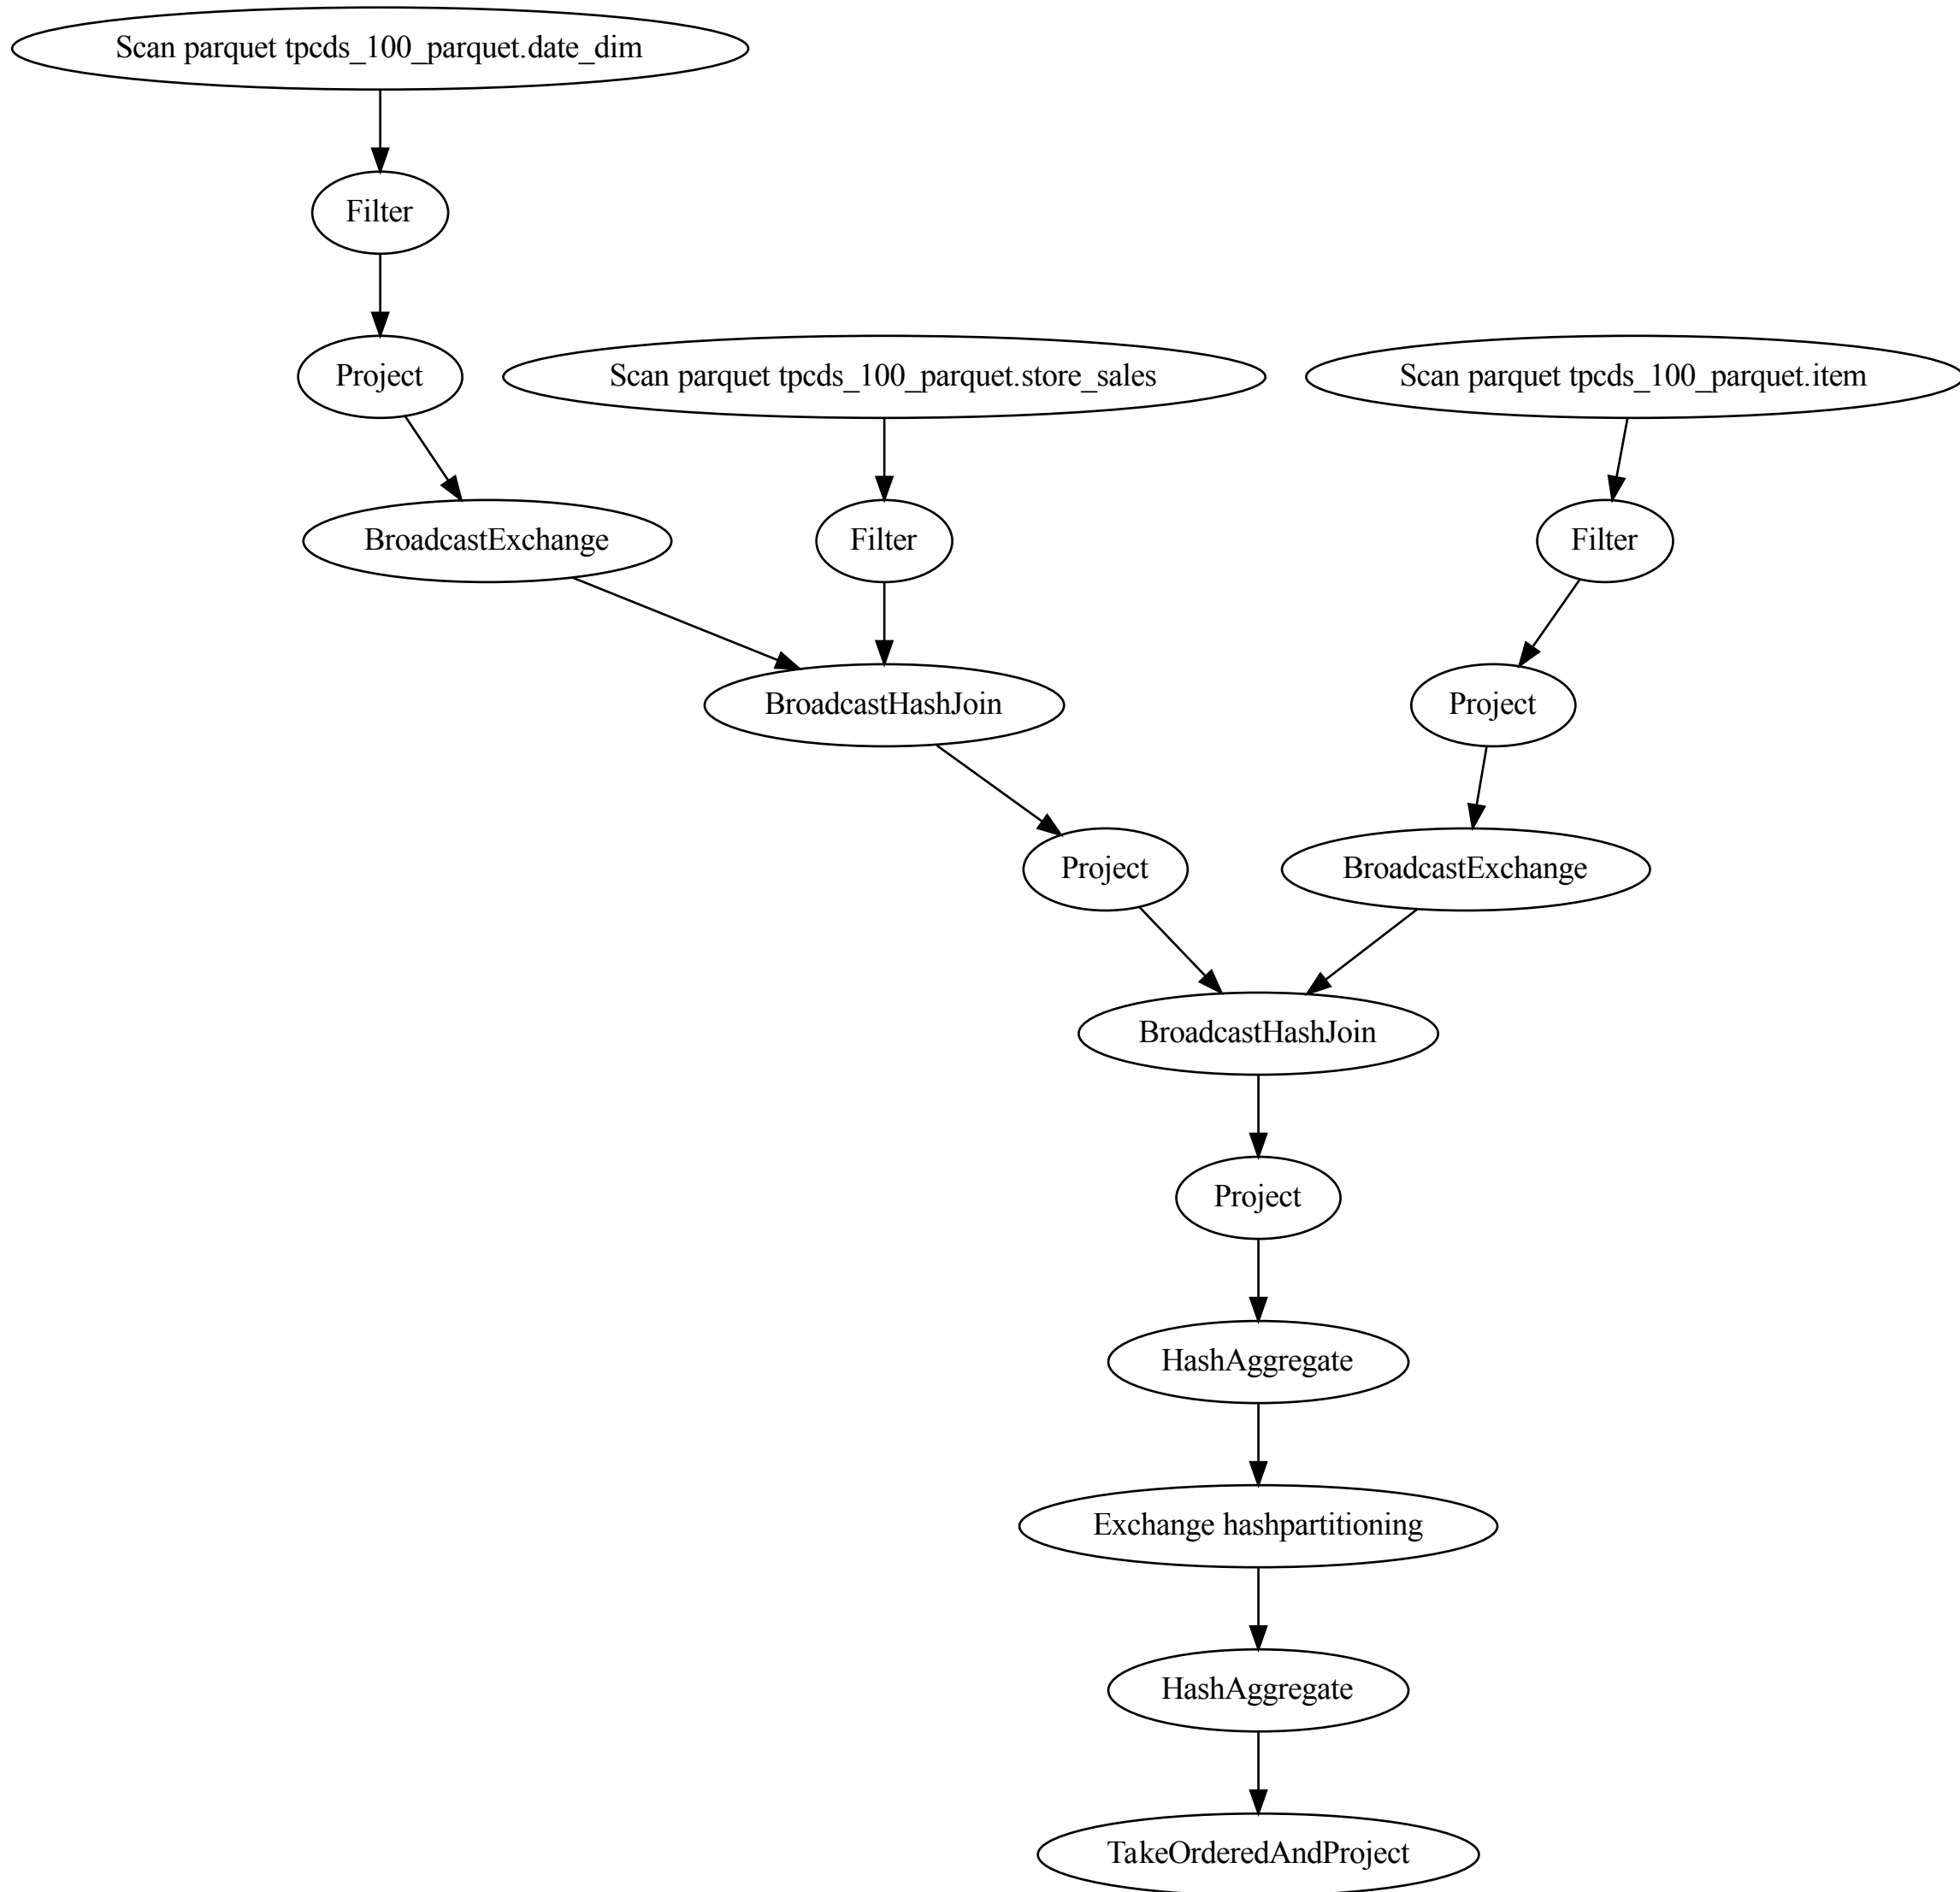 Scan parquet tpcds_100_parquet.date_dim
Filter
Project
Scan parquet tpcds_100_parquet.store_sales
Scan parquet tpcds_100_parquet.item
BroadcastExchange
Filter
Filter
BroadcastHashJoin
Project
Project
BroadcastExchange
BroadcastHashJoin
Project
HashAggregate
Exchange hashpartitioning
HashAggregate
TakeOrderedAndProject